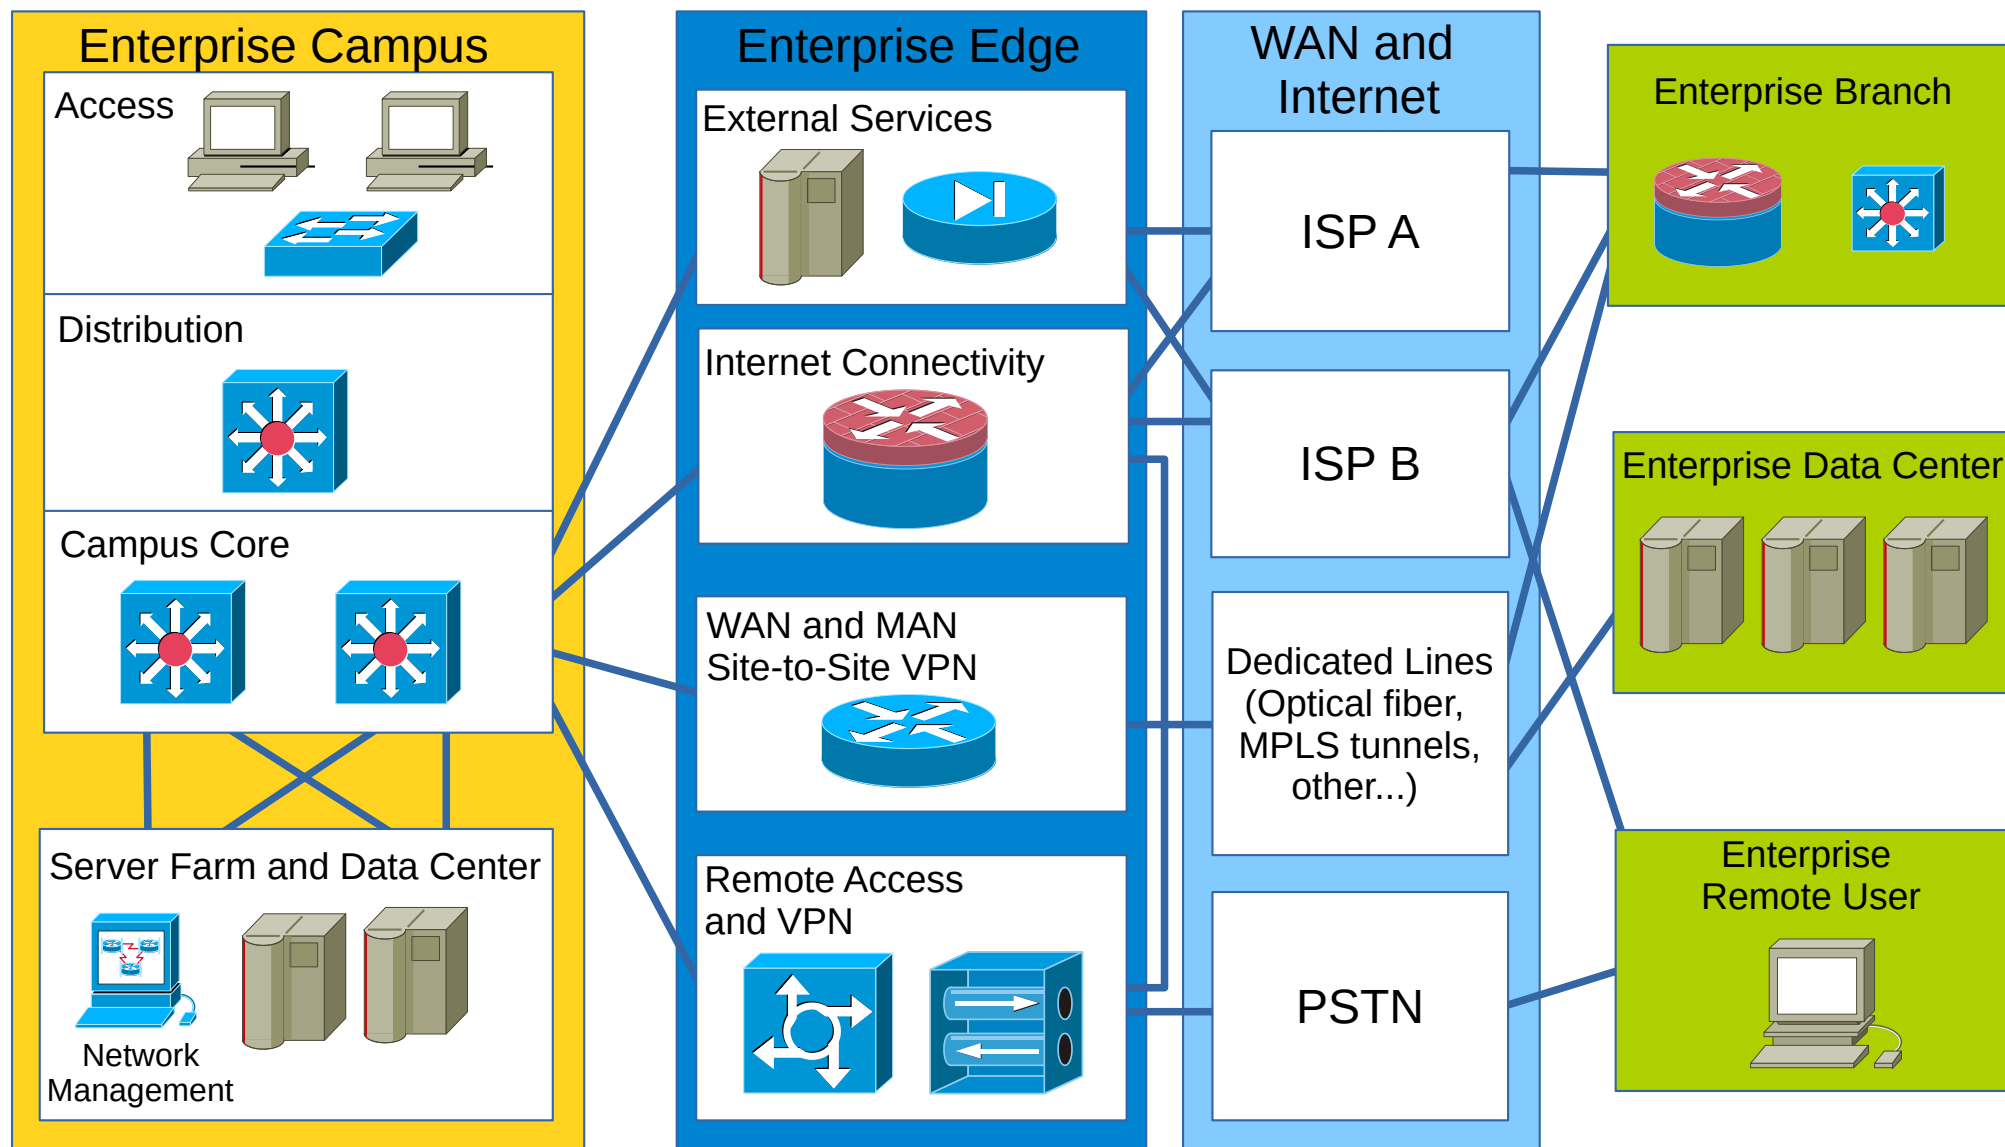 Enterprise Campus
Access
Distribution
Campus Core
Server Farm and Data Center
Network
Management
Enterprise Edge
External Services
Internet Connectivity
WAN and MAN
Site-to-Site VPN
Remote Access
and VPN
WAN and
Internet
ISP A
ISP B
Dedicated Lines
(Optical fiber,
MPLS tunnels,
other...)
PSTN
Enterprise Branch
Enterprise Data Center
Enterprise
Remote User